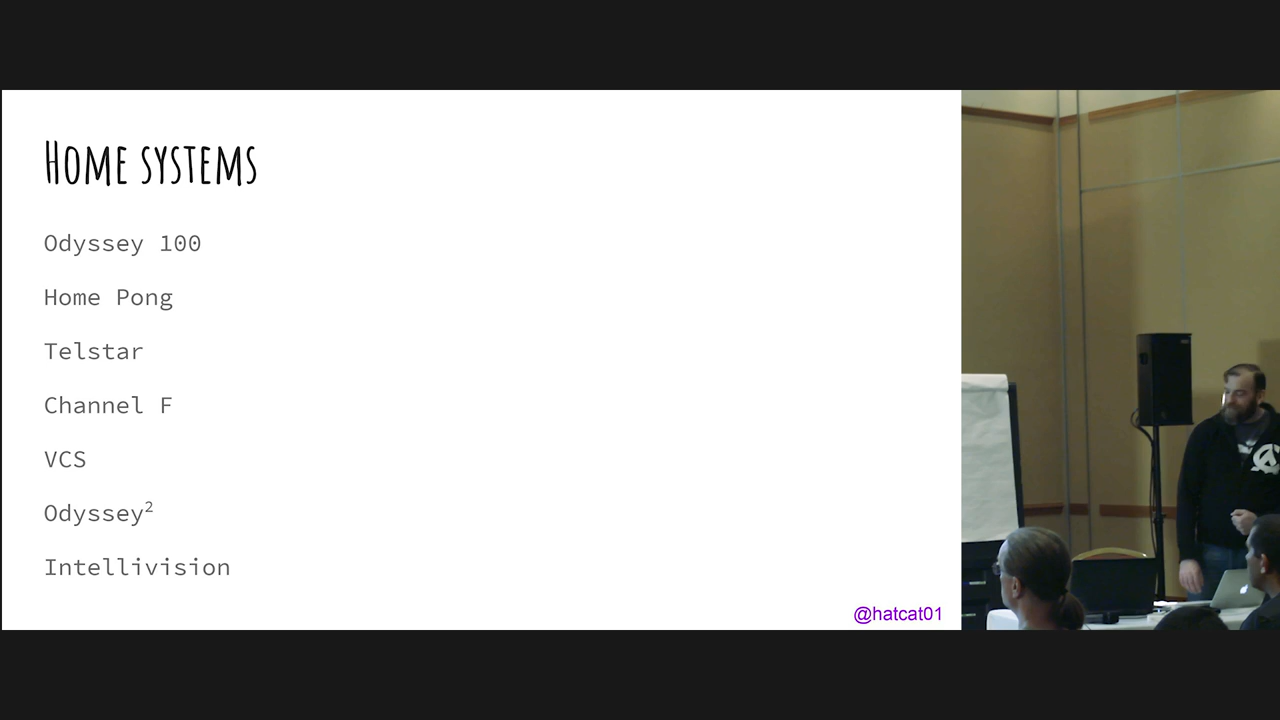 Home systems
Odyssey 100
Home Pong
Telstar
Channel F
VCS
Odyssey²
Intellivision
@hatcat01